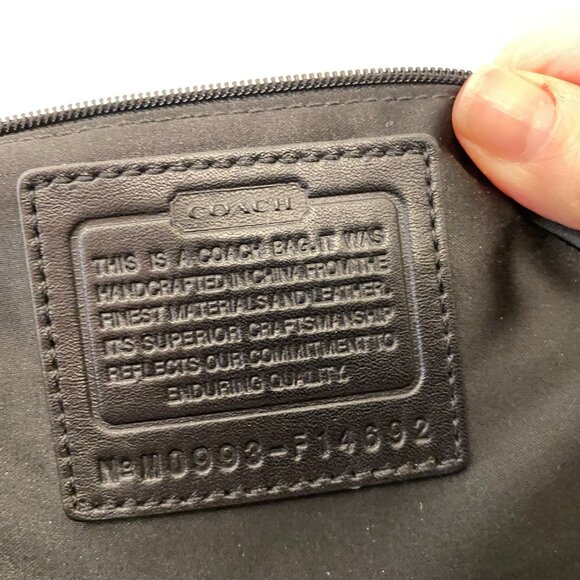 COACH
THIS IS A COACH BAG. IT WAS
HANDCRAFTED IN CHINA FROM THE
FINEST MATERIALS AND LEATHER.
ITS SUPERIOR CRAFTSMANSHIP
REFLECTS OUR COMMITMENT TO
ENDURING QUALITY.
No M0993-F14692